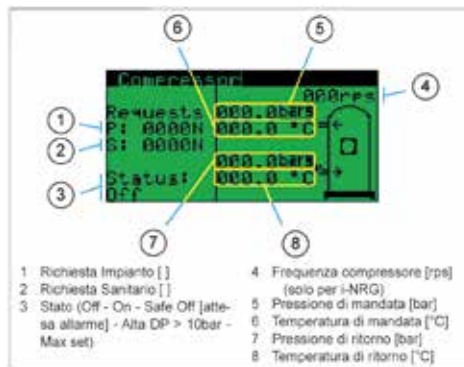 6
5
Compressor
4
000rps
Requests
000.0bars
1
P: 0000N
000.0 °C
2
S: 0000N
000.0bars
3
Status:
000.0 °C
Off
7
8
1 Richiesta Impianto [ ]
2 Richiesta Sanitario [ ]
3 Stato (Off - On - Safe Off [atte-
sa allarme] - Alta DP > 10bar -
Max set)
4 Frequenza compressore [rps]
(solo per i-NRG)
5 Pressione di mandata [bar]
6 Temperatura di mandata [°C]
7 Pressione di ritorno [bar]
8 Temperatura di ritorno [°C]